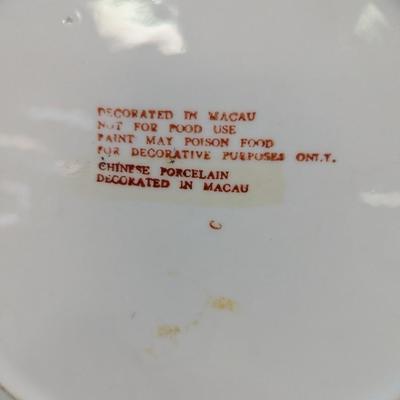 DECORATED IN MACAU
NOT FOR FOOD USE
PAINT MAY POISON FOOD
FOR DECORATIVE PURPOSES ONLY.
CHINESE PORCELAIN
DECORATED IN MACAU